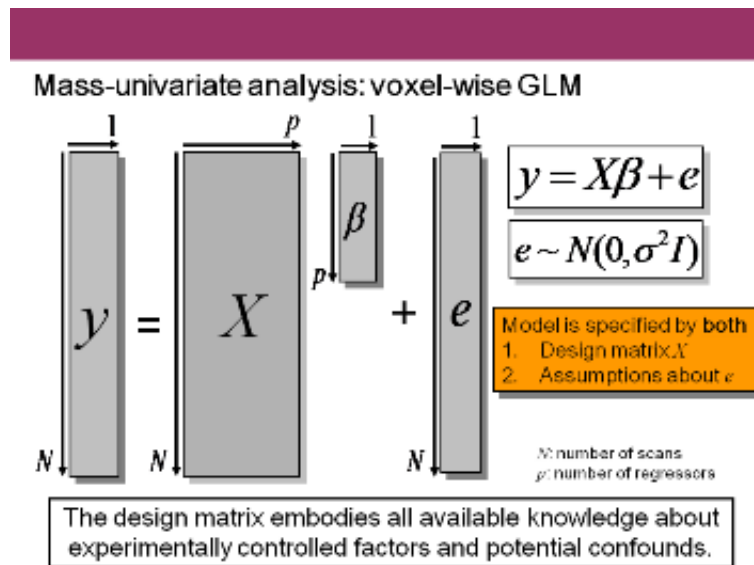 Mass-univariate analysis: voxel-wise GLM
1
p
1
1
y = Xβ + e
β
e ~ N(0,σ²I)
p
y = X + e
Model is specified by both
1. Design matrix X
2. Assumptions about e
N
N
N
N: number of scans
p: number of regressors
The design matrix embodies all available knowledge about
experimentally controlled factors and potential confounds.